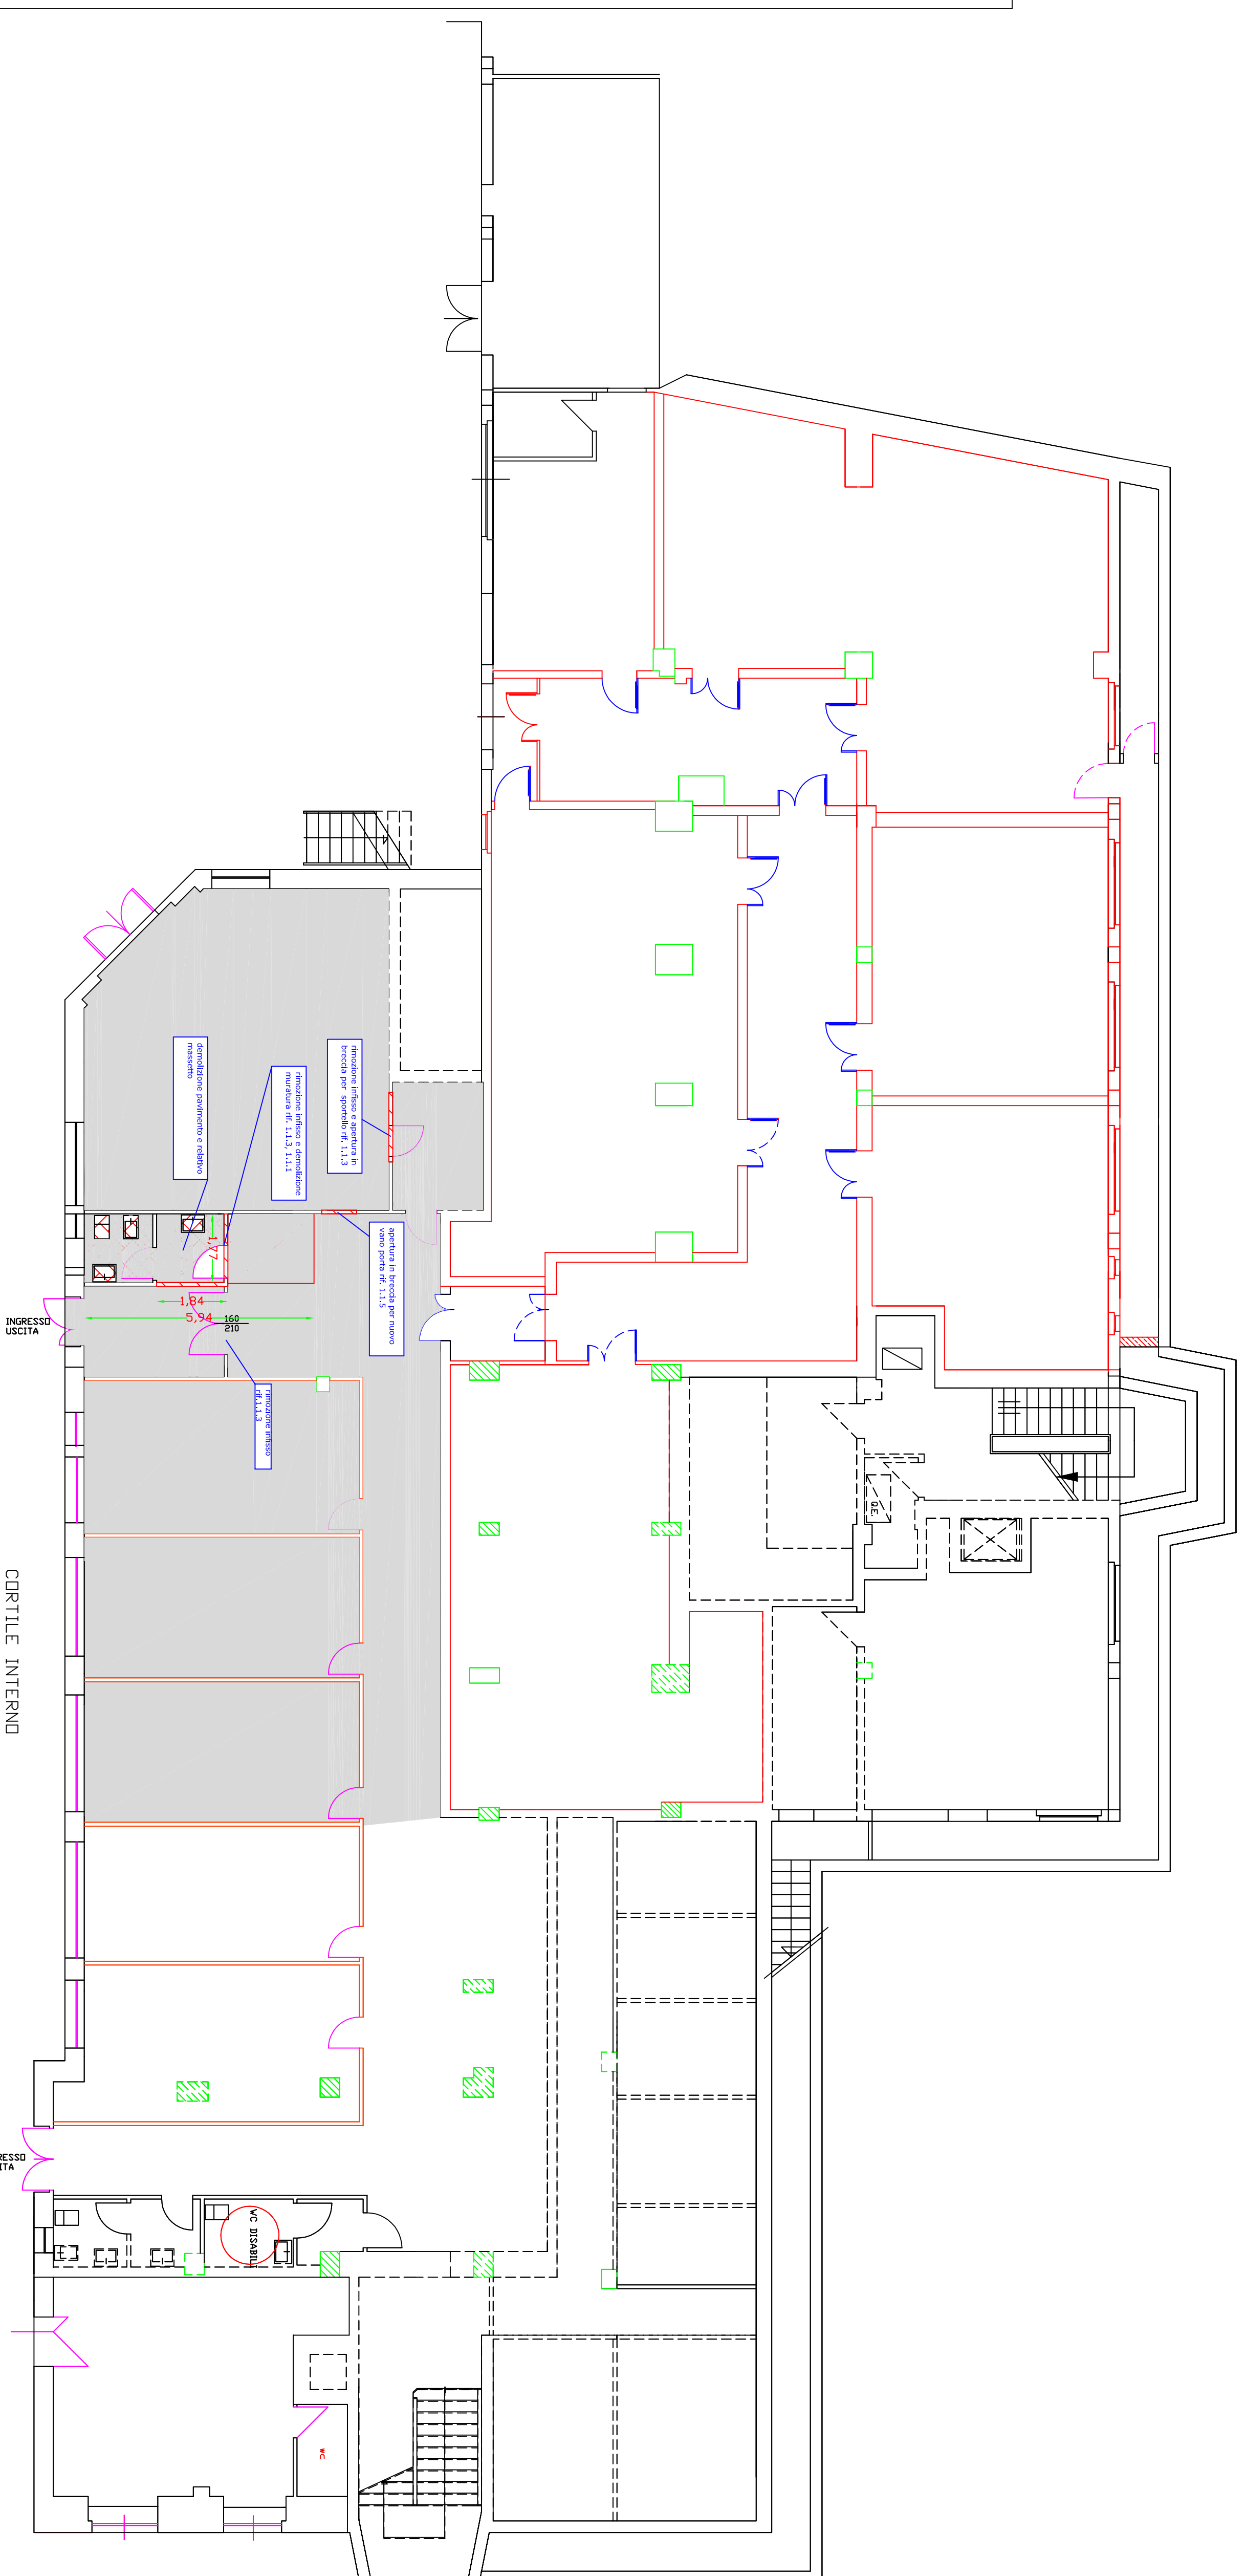 rimozione infisso e apertura in
breccia per sportello rif. 1.1.3
rimozione infisso e demolizione
muratura rif. 1.1.3, 1.1.1
demolizione pavimento e relativo
massetto
apertura in breccia per nuovo
vano porta rif. 1.1.5
1,77
1,84
5,94
160
210
INGRESSO
USCITA
rimozione infisso
rif.1.1.3
Q.E.
CORTILE INTERNO
RESSO
ITA
WC DISABILI
WC